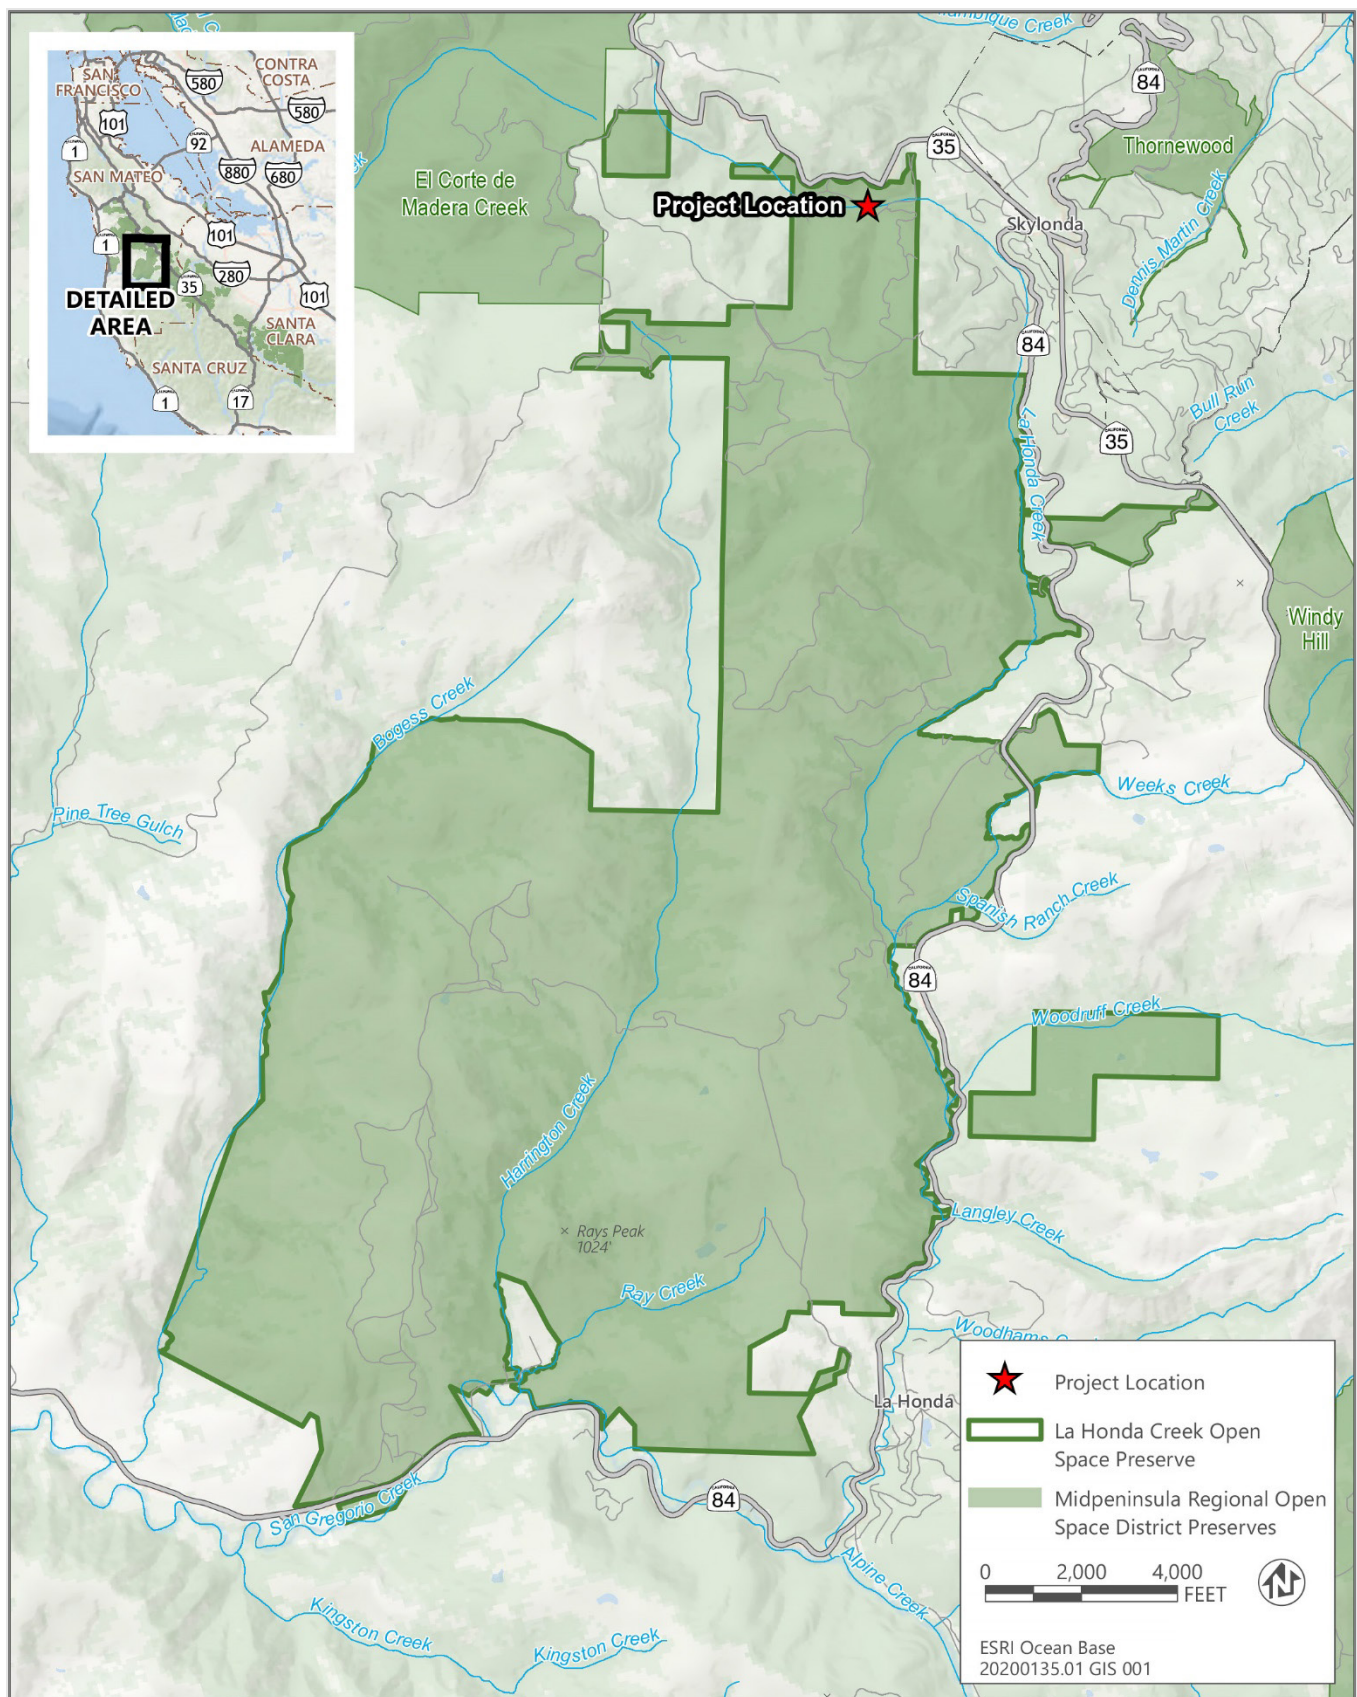 SAN
FRANCISCO
CONTRA
COSTA
580
580
101
1
92
ALAMEDA
880
680
SAN MATEO
101
1
280
35
101
DETAILED
AREA
SANTA
CLARA
SANTA CRUZ
1
17
Creek
84
35
Thornewood
El Corte de
Madera Creek
Project Location
Skylonda
Dennis Martin Creek
84
Bull Run
Creek
35
La Honda Creek
Windy
Hill
Bogess Creek
Weeks Creek
Pine Tree Gulch
Spanish Ranch Creek
84
Woodruff Creek
Harrington Creek
Langley Creek
Rays Peak
1024'
Ray Creek
Woodhams
La Honda
San Gregorio Creek
84
Alpine Creek
Kingston Creek
Kingston Creek
Project Location
La Honda Creek Open
Space Preserve
Midpeninsula Regional Open
Space District Preserves
0 2,000 4,000
FEET
N
ESRI Ocean Base
20200135.01 GIS 001